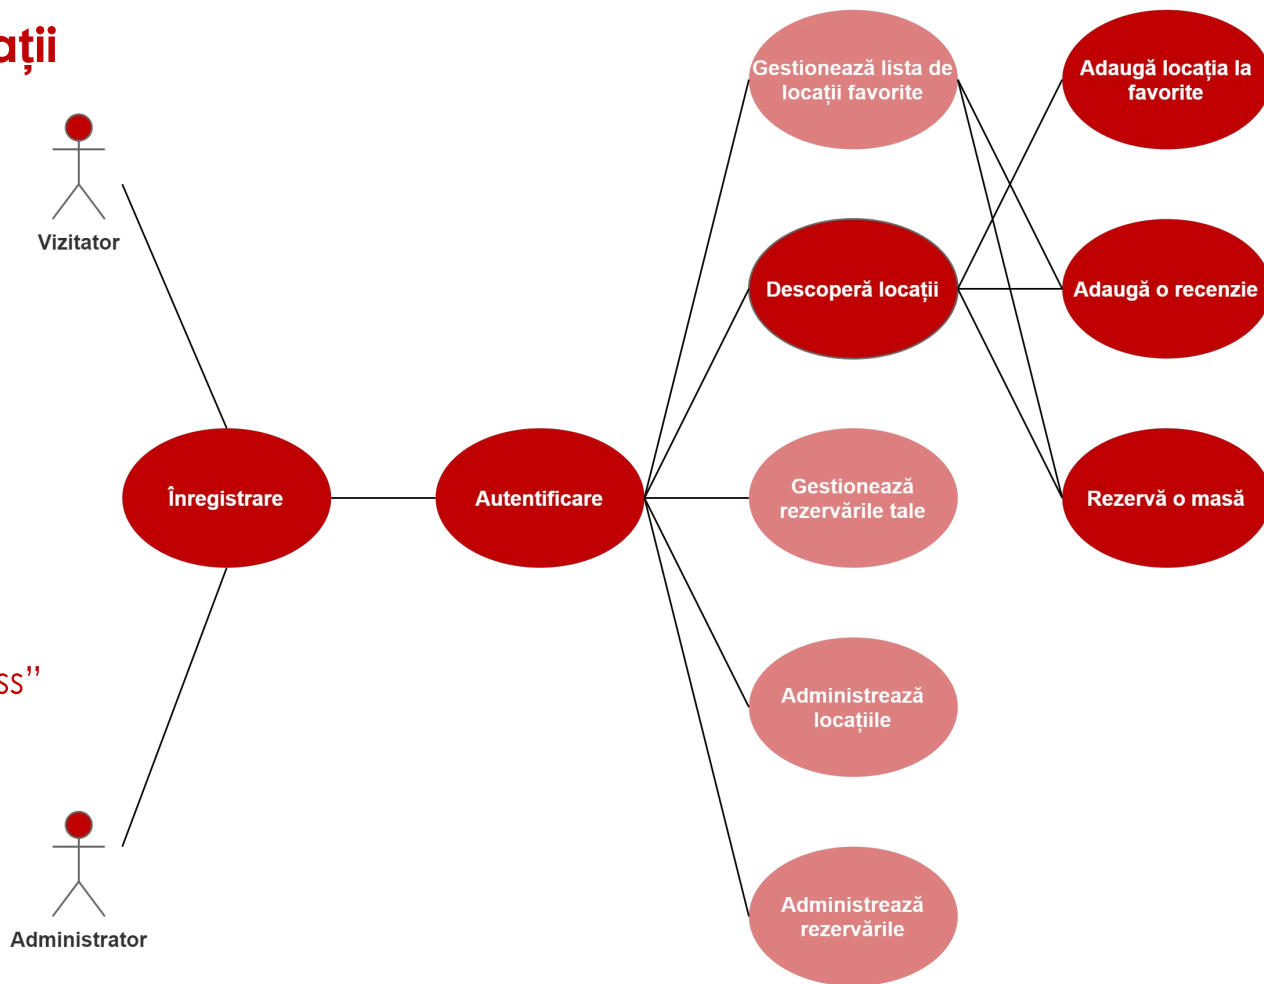 ații
Vizitator
Gestionează lista de
locații favorite
Adaugă locația la
favorite
Descoperă locații
Adaugă o recenzie
Înregistrare
Autentificare
Gestionează
rezervările tale
Rezervă o masă
ss”
Administrează
locațiile
Administrator
Administrează
rezervările